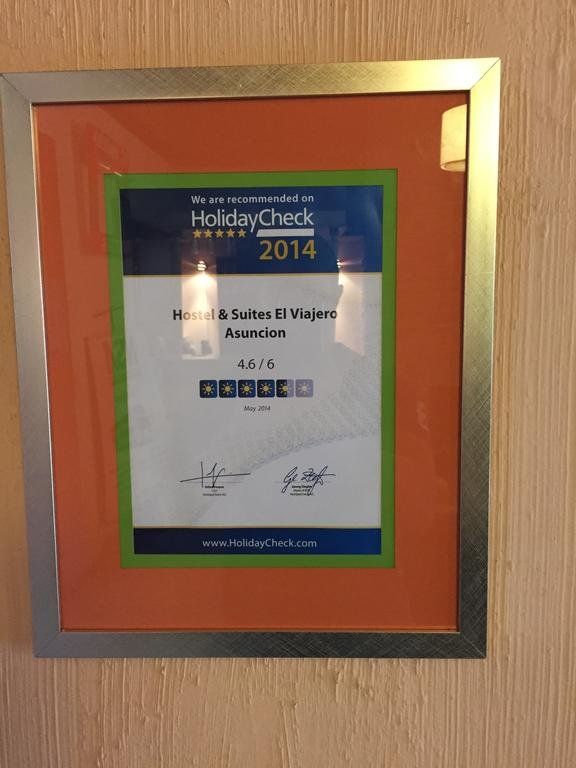 We are recommended on
HolidayCheck
2014
Hostel & Suites El Viajero
Asuncion
4.6 / 6
May 2014
www.HolidayCheck.com